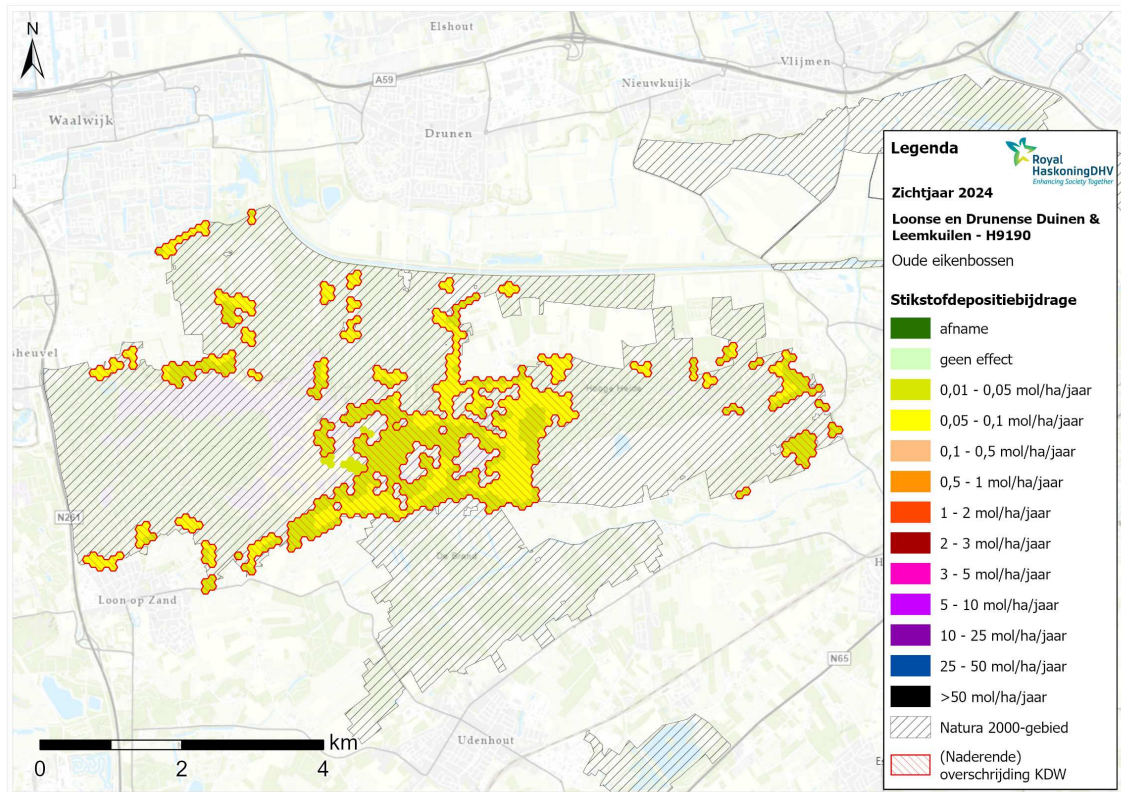 N
Elshout
Vlijmen
Nieuwkuijk
A59
Waalwijk
Drunen
Legenda
Royal
HaskoningDHV
Enhancing Society Together
Zichtjaar 2024
Loonse en Drunense Duinen &
Leemkuilen - H9190
Oude eikenbossen
Stikstofdepositiebijdrage
afname
geen effect
0,01 - 0,05 mol/ha/jaar
0,05 - 0,1 mol/ha/jaar
0,1 - 0,5 mol/ha/jaar
0,5 - 1 mol/ha/jaar
1 - 2 mol/ha/jaar
2 - 3 mol/ha/jaar
3 - 5 mol/ha/jaar
5 - 10 mol/ha/jaar
10 - 25 mol/ha/jaar
25 - 50 mol/ha/jaar
>50 mol/ha/jaar
Natura 2000-gebied
(Naderende)
overschrijding KDW
sheuvel
Hooge Heide
N261
De Brand
Loon op Zand
H
N65
Udenhout
Es
km
0
2
4